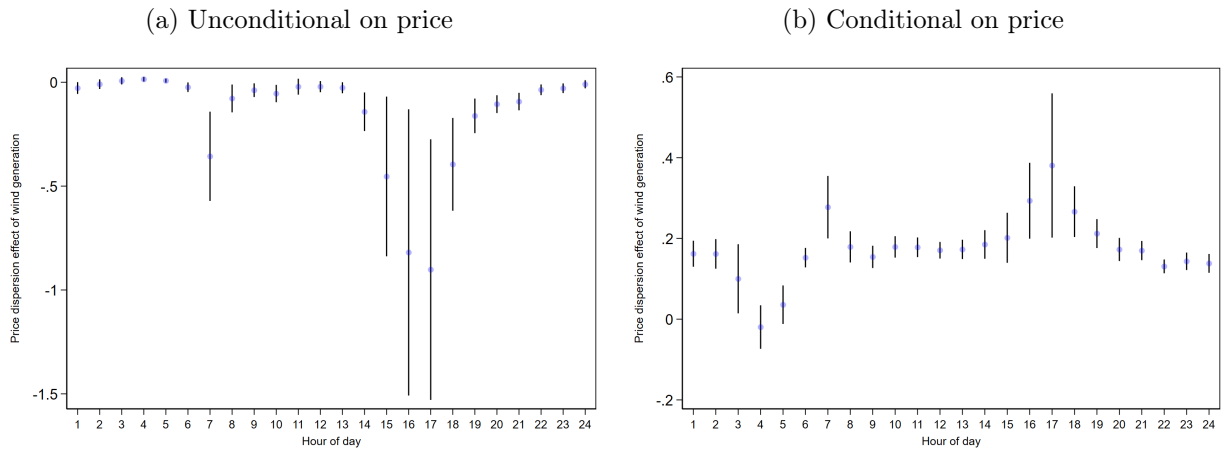 (a) Unconditional on price
Price dispersion effect of wind generation
0
-.5
-1
-1.5
1 2 3 4 5 6 7 8 9 10 11 12 13 14 15 16 17 18 19 20 21 22 23 24
Hour of day
(b) Conditional on price
Price dispersion effect of wind generation
.6
.4
.2
0
-.2
1 2 3 4 5 6 7 8 9 10 11 12 13 14 15 16 17 18 19 20 21 22 23 24
Hour of day